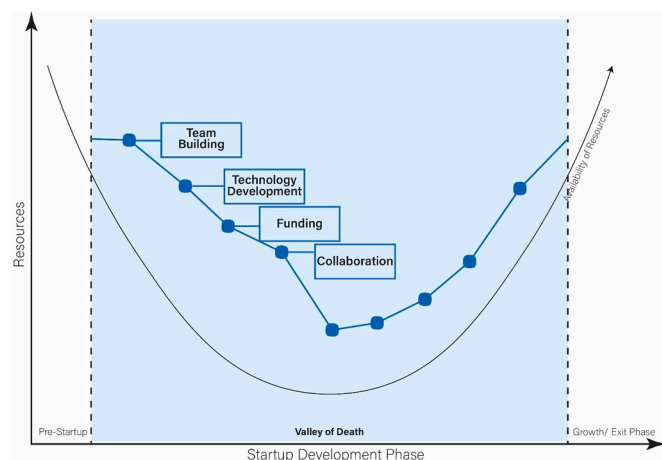 Team
Building
Technology
Development
Funding
Collaboration
Availability of Resources
Resources
Pre-Startup
Valley of Death
Growth/ Exit Phase
Startup Development Phase